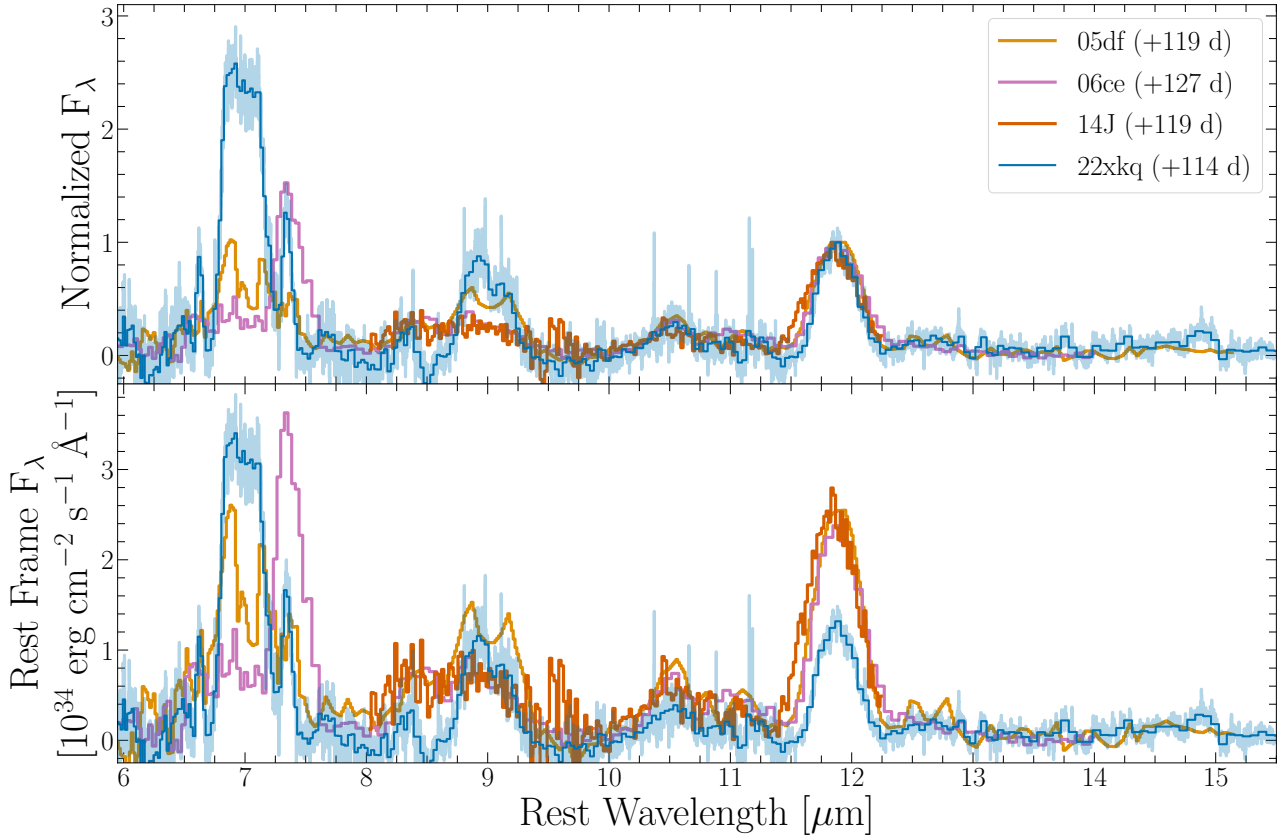 3
2
1
0
Normalized F_λ
05df (+119 d)
06ce (+127 d)
14J (+119 d)
22xkq (+114 d)
3
2
1
0
Rest Frame F_λ
[10^{34} erg cm^{−2} s^{−1} Å^{−1}]
6 7 8 9 10 11 12 13 14 15
Rest Wavelength [μm]